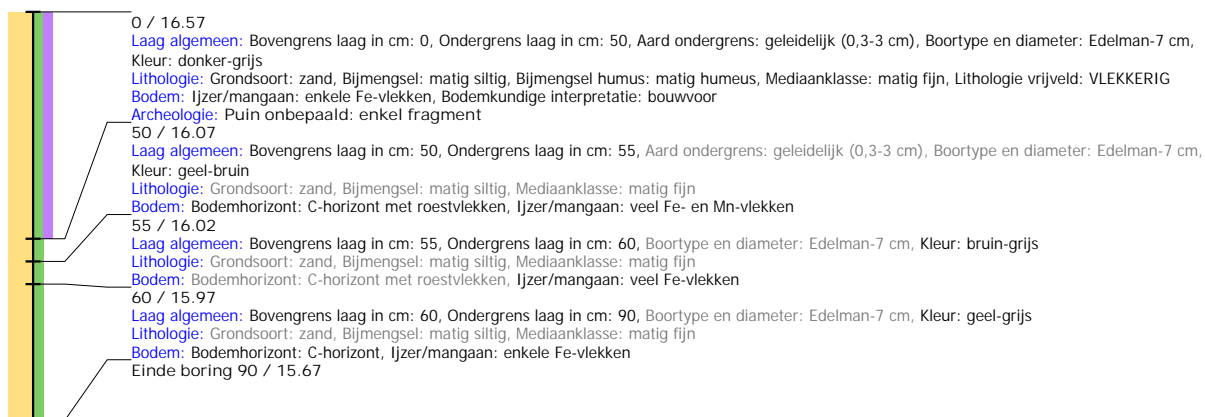 0 / 16.57
Laag algemeen: Bovengrens laag in cm: 0, Ondergrens laag in cm: 50, Aard ondergrens: geleidelijk (0,3-3 cm), Boortype en diameter: Edelman-7 cm,
Kleur: donker-grijs
Lithologie: Grondsoort: zand, Bijmengsel: matig siltig, Bijmengsel humus: matig humeus, Mediaanklasse: matig fijn, Lithologie vrijveld: VLEKKERIG
Bodem: Ijzer/mangaan: enkele Fe-vlekken, Bodemkundige interpretatie: bouwvoor
Archeologie: Puin onbepaald: enkel fragment
50 / 16.07
Laag algemeen: Bovengrens laag in cm: 50, Ondergrens laag in cm: 55, Aard ondergrens: geleidelijk (0,3-3 cm), Boortype en diameter: Edelman-7 cm,
Kleur: geel-bruin
Lithologie: Grondsoort: zand, Bijmengsel: matig siltig, Mediaanklasse: matig fijn
Bodem: Bodemhorizont: C-horizont met roestvlekken, Ijzer/mangaan: veel Fe- en Mn-vlekken
55 / 16.02
Laag algemeen: Bovengrens laag in cm: 55, Ondergrens laag in cm: 60, Boortype en diameter: Edelman-7 cm, Kleur: bruin-grijs
Lithologie: Grondsoort: zand, Bijmengsel: matig siltig, Mediaanklasse: matig fijn
Bodem: Bodemhorizont: C-horizont met roestvlekken, Ijzer/mangaan: veel Fe-vlekken
60 / 15.97
Laag algemeen: Bovengrens laag in cm: 60, Ondergrens laag in cm: 90, Boortype en diameter: Edelman-7 cm, Kleur: geel-grijs
Lithologie: Grondsoort: zand, Bijmengsel: matig siltig, Mediaanklasse: matig fijn
Bodem: Bodemhorizont: C-horizont, Ijzer/mangaan: enkele Fe-vlekken
Einde boring 90 / 15.67